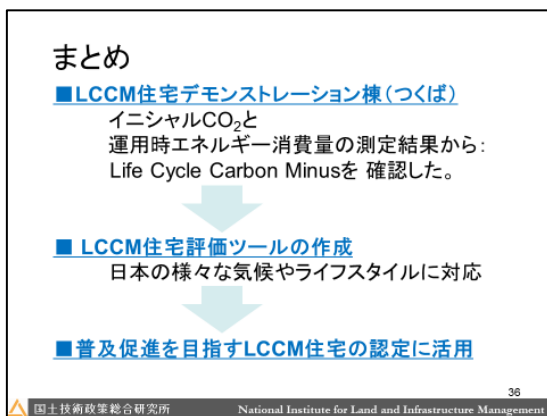 まとめ
■LCCM住宅デモンストレーション棟(つくば)
イニシャルCO₂と
運用時エネルギー消費量の測定結果から:
Life Cycle Carbon Minusを 確認した。
■ LCCM住宅評価ツールの作成
日本の様々な気候やライフスタイルに対応
■普及促進を目指すLCCM住宅の認定に活用
36
国土技術政策総合研究所 National Institute for Land and Infrastructure Management